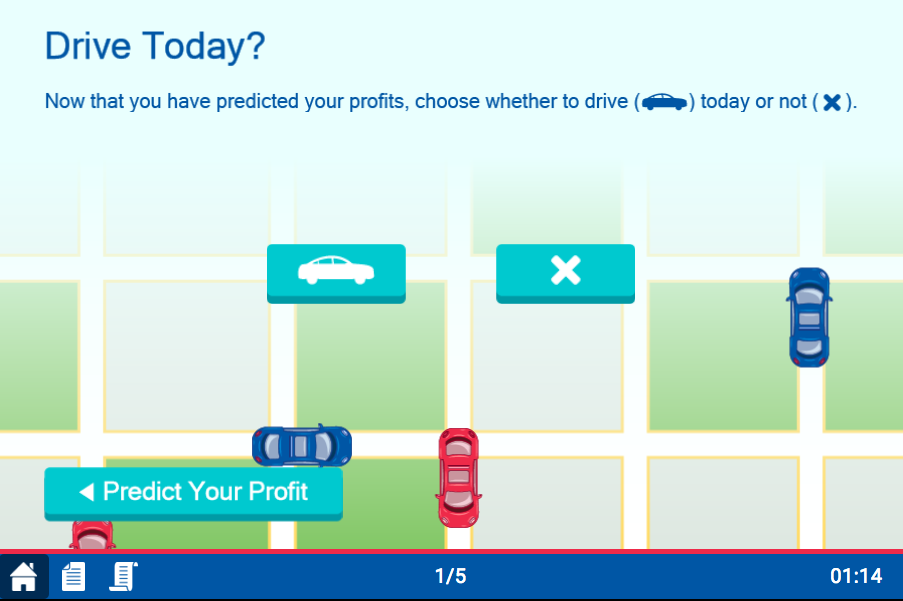 Drive Today?
Now that you have predicted your profits, choose whether to drive ( ) today or not ( ).
Predict Your Profit
1/5
01:14